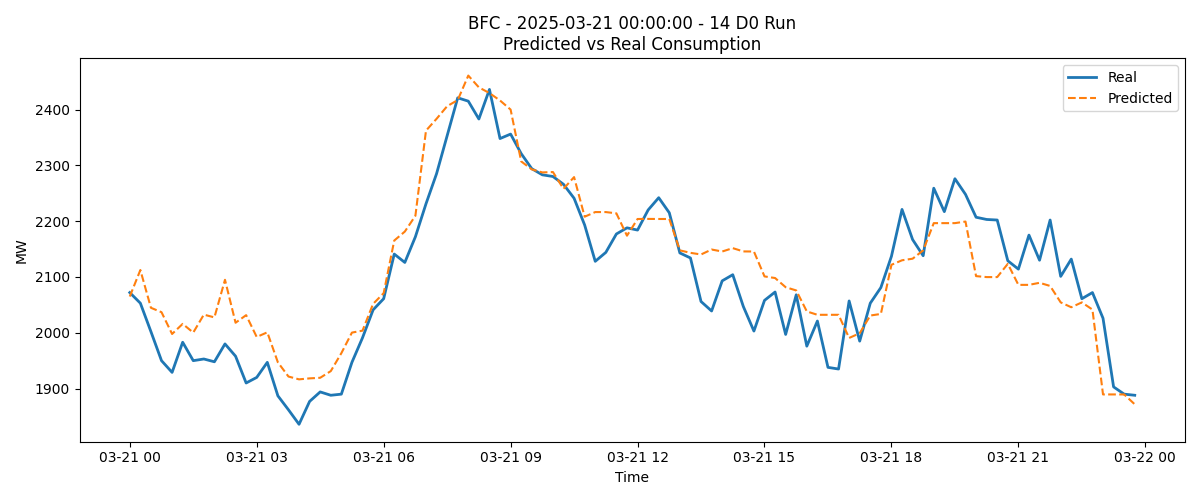 BFC - 2025-03-21 00:00:00 - 14 D0 Run
Predicted vs Real Consumption
Real
Predicted
MW
2400
2300
2200
2100
2000
1900
03-21 00
03-21 03
03-21 06
03-21 09
03-21 12
03-21 15
03-21 18
03-21 21
03-22 00
Time